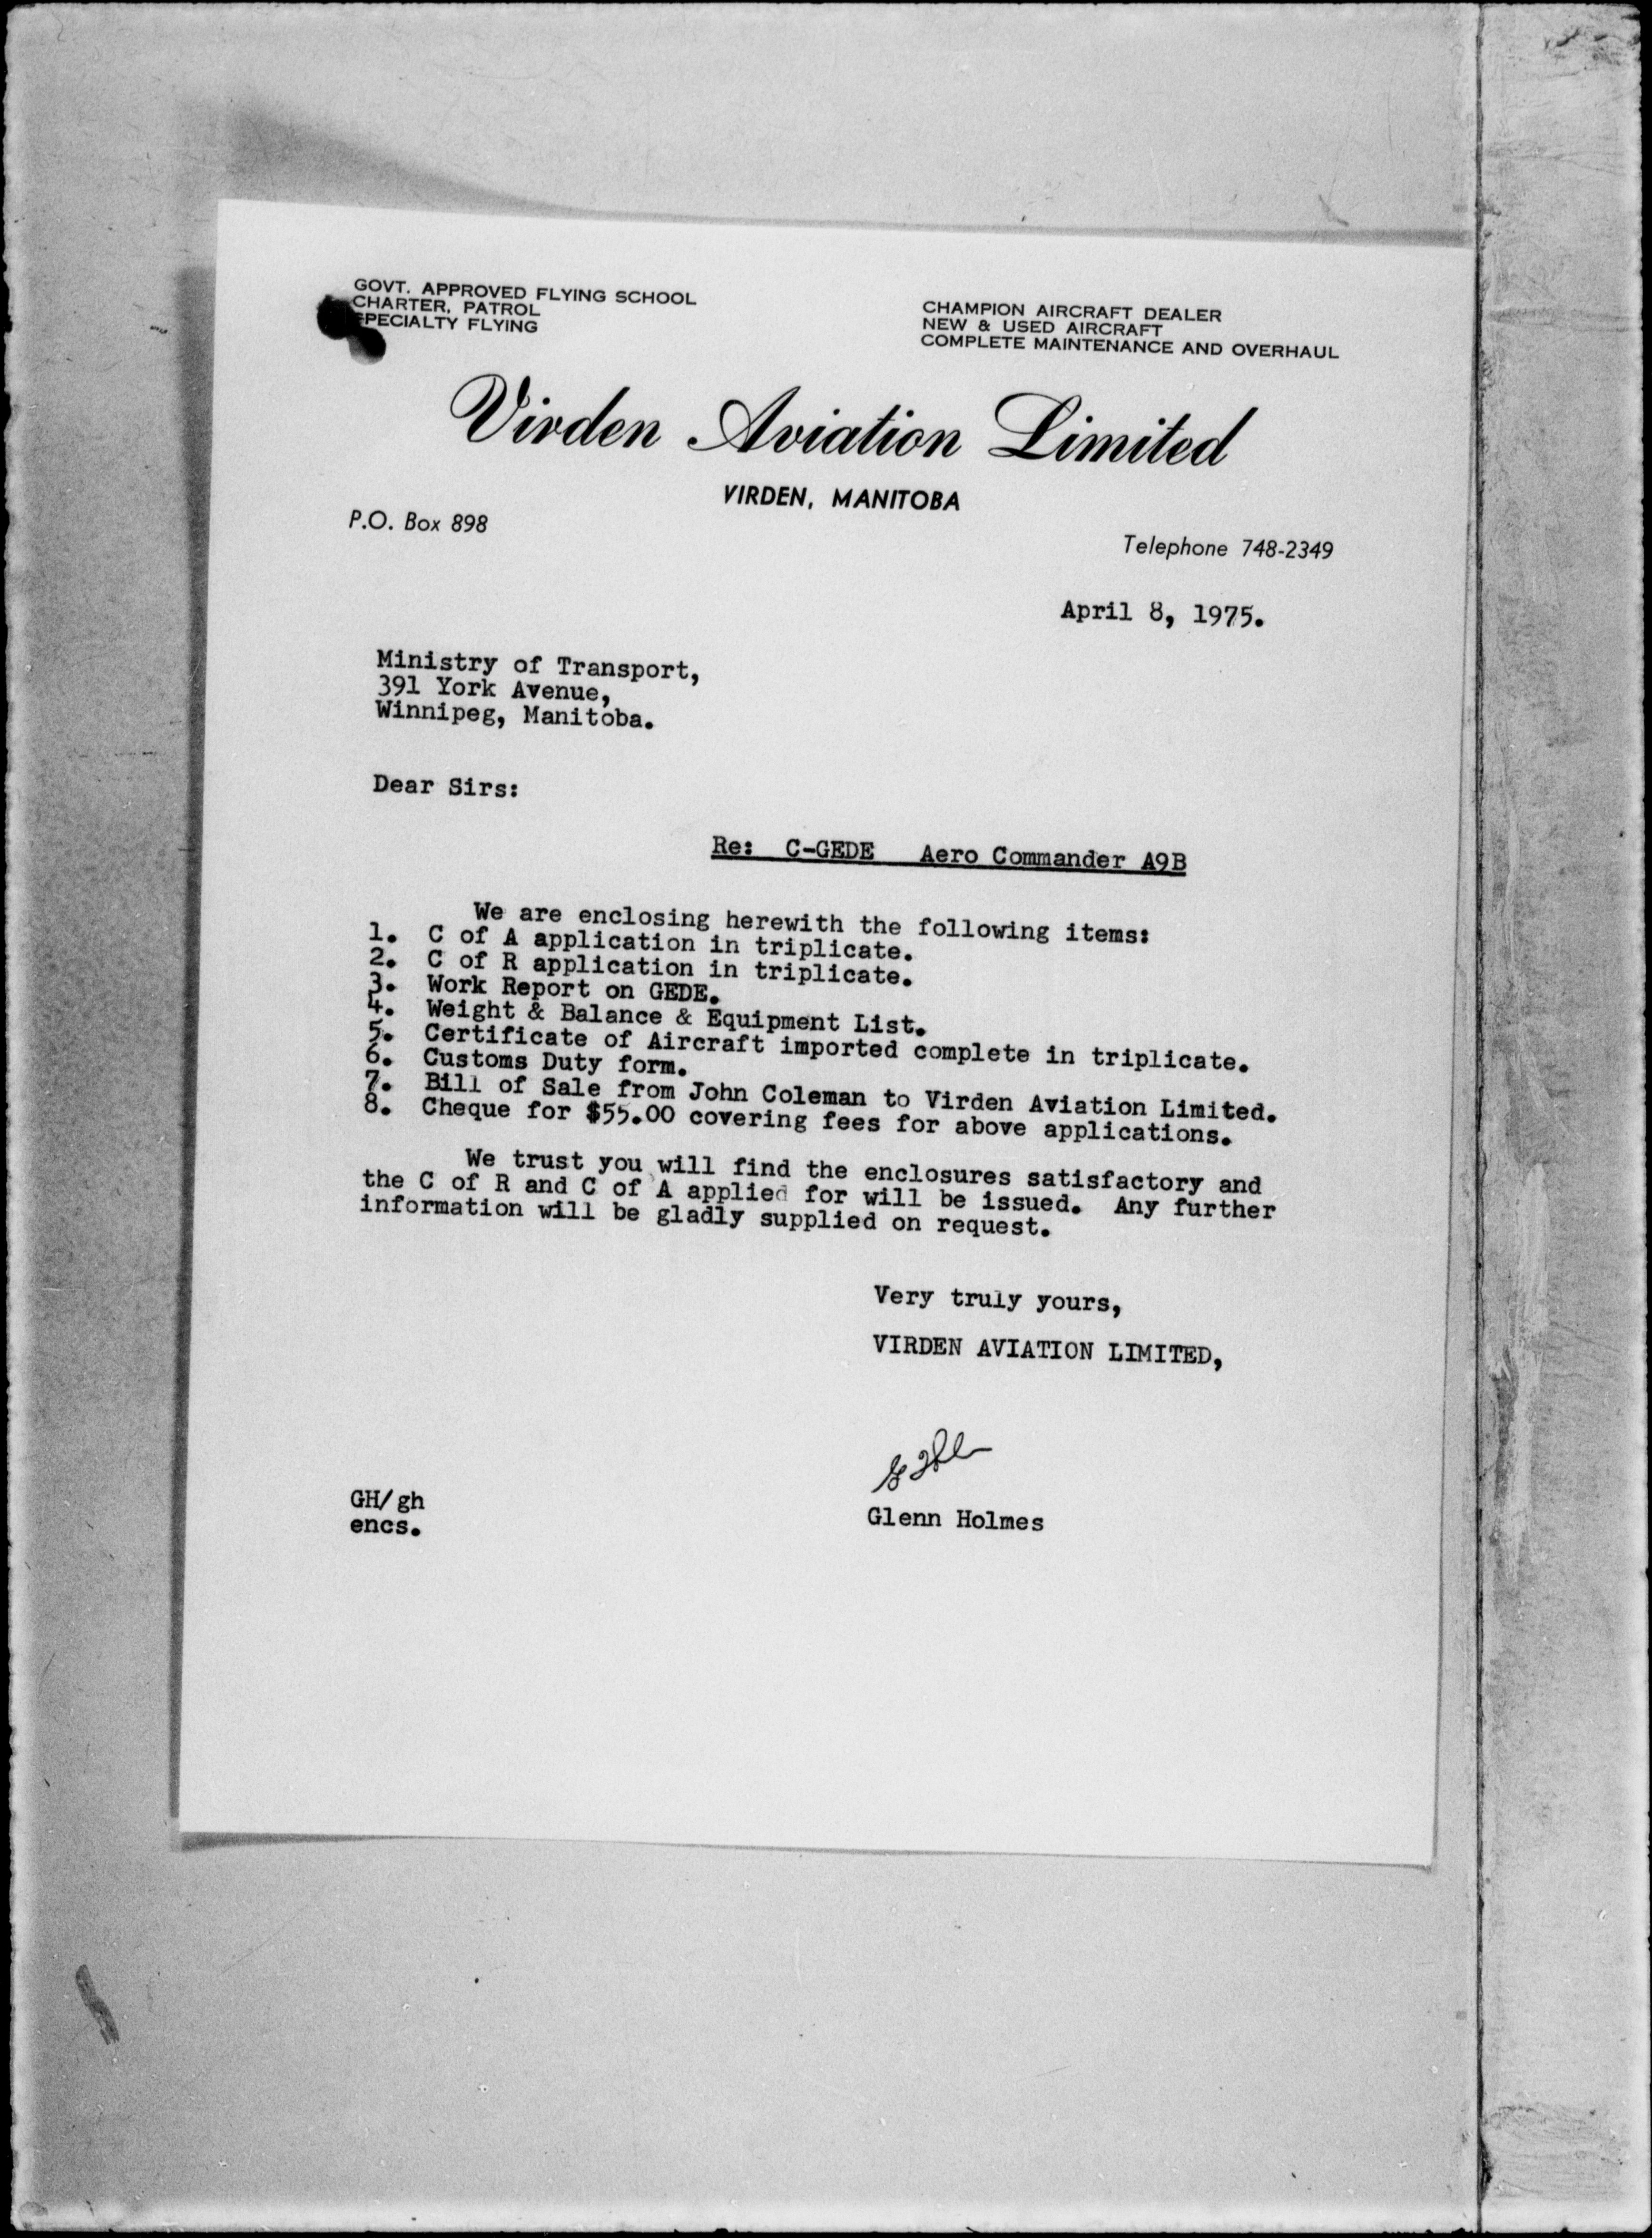 GOVT. APPROVED FLYING SCHOOL
CHARTER, PATROL
SPECIALTY FLYING
CHAMPION AIRCRAFT DEALER
NEW & USED AIRCRAFT
COMPLETE MAINTENANCE AND OVERHAUL
Virden Aviation Limited
VIRDEN, MANITOBA
P.O. Box 898
Telephone 748-2349
April 8, 1975.
Ministry of Transport,
391 York Avenue,
Winnipeg, Manitoba.
Dear Sirs:
Re: C-GEDE Aero Commander A9B
We are enclosing herewith the following items:
1. C of A application in triplicate.
2. C of R application in triplicate.
3. Work Report on GEDE.
4. Weight & Balance & Equipment List.
5. Certificate of Aircraft imported complete in triplicate.
6. Customs Duty form.
7. Bill of Sale from John Coleman to Virden Aviation Limited.
8. Cheque for $55.00 covering fees for above applications.
We trust you will find the enclosures satisfactory and
the C of R and C of A applied for will be issued. Any further
information will be gladly supplied on request.
Very truly yours,
VIRDEN AVIATION LIMITED,
Glenn Holmes
GH/gh
encs.